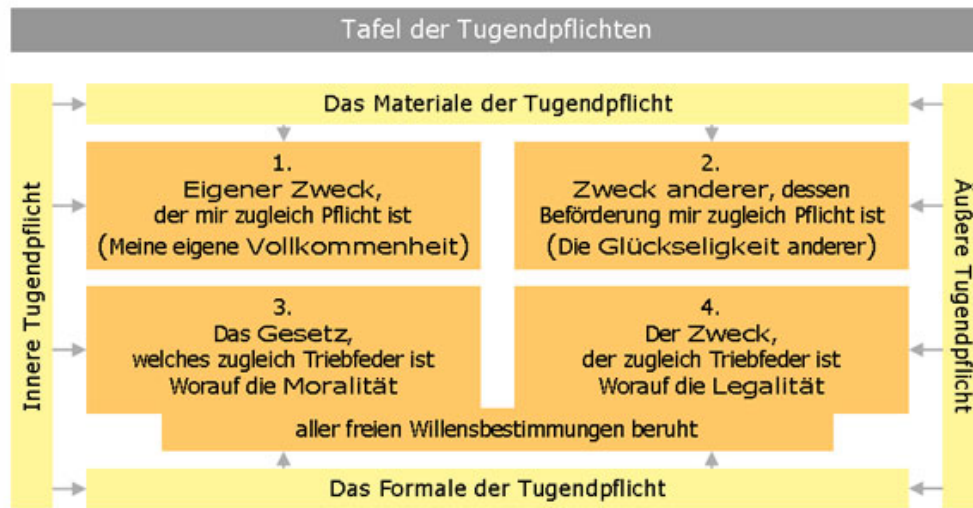 Tafel der Tugendpflichten
Das Materiale der Tugendpflicht
Innere Tugendpflicht
1.
Eigener Zweck,
der mir zugleich Pflicht ist
(Meine eigene Vollkommenheit)
2.
Zweck anderer, dessen
Beförderung mir zugleich Pflicht ist
(Die Glückseligkeit anderer)
Äußere Tugendpflicht
3.
Das Gesetz,
welches zugleich Triebfeder ist
Worauf die Moralität
4.
Der Zweck,
der zugleich Triebfeder ist
Worauf die Legalität
aller freien Willensbestimmungen beruht
Das Formale der Tugendpflicht